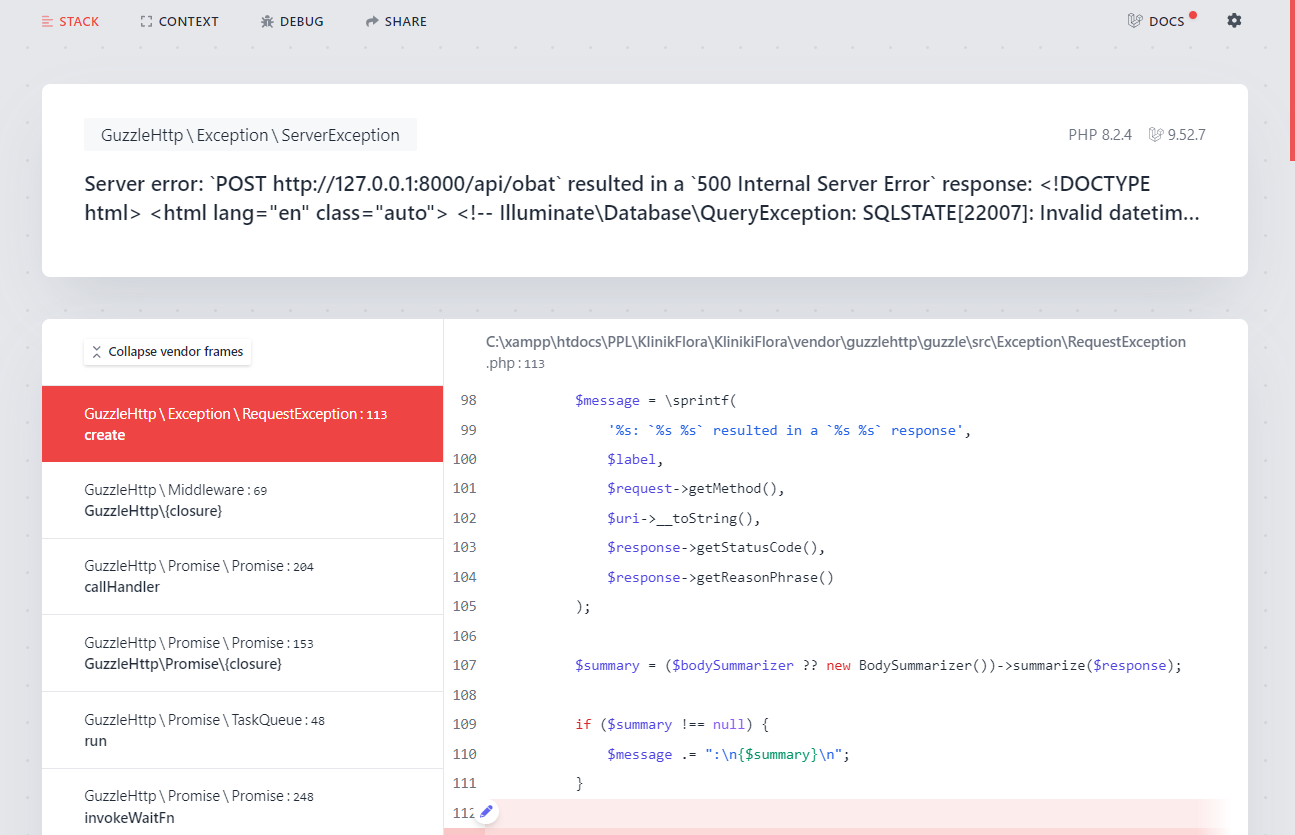 STACK CONTEXT DEBUG SHARE DOCS
GuzzleHttp \ Exception \ ServerException PHP 8.2.4 9.52.7
Server error: `POST http://127.0.0.1:8000/api/obat` resulted in a `500 Internal Server Error` response: <!DOCTYPE
html> <html lang="en" class="auto"> <!-- Illuminate\Database\QueryException: SQLSTATE[22007]: Invalid datetim...
Collapse vendor frames
GuzzleHttp \ Exception \ RequestException : 113
create
GuzzleHttp \ Middleware : 69
GuzzleHttp\{closure}
GuzzleHttp \ Promise \ Promise : 204
callHandler
GuzzleHttp \ Promise \ Promise : 153
GuzzleHttp\Promise\{closure}
GuzzleHttp \ Promise \ TaskQueue : 48
run
GuzzleHttp \ Promise \ Promise : 248
invokeWaitFn
C:\xampp\htdocs\PPL\KlinikFlora\KlinikiFlora\vendor\guzzlehttp\guzzle\src\Exception\RequestException
.php : 113
98 $message = \sprintf(
99 '%s: `%s %s` resulted in a `%s %s` response',
100 $label,
101 $request->getMethod(),
102 $uri->__toString(),
103 $response->getStatusCode(),
104 $response->getReasonPhrase()
105 );
106
107 $summary = ($bodySummarizer ?? new BodySummarizer())->summarize($response);
108
109 if ($summary !== null) {
110 $message .= ":\n{$summary}\n";
111 }
112